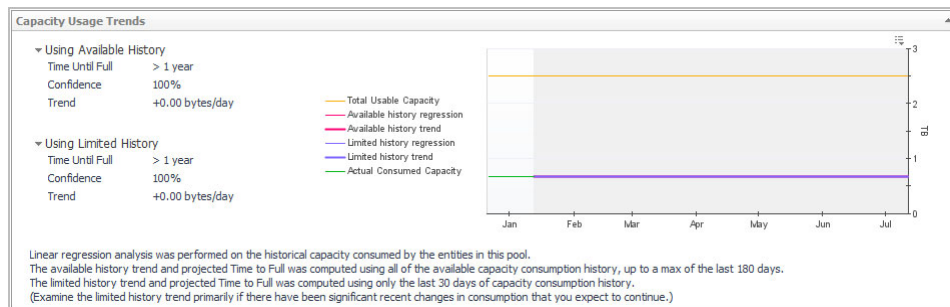 Capacity Usage Trends
Using Available History
Time Until Full > 1 year
Confidence 100%
Trend +0.00 bytes/day
Using Limited History
Time Until Full > 1 year
Confidence 100%
Trend +0.00 bytes/day
Total Usable Capacity
Available history regression
Available history trend
Limited history regression
Limited history trend
Actual Consumed Capacity
3
2
1
0
TB
Jan Feb Mar Apr May Jun Jul
Linear regression analysis was performed on the historical capacity consumed by the entities in this pool.
The available history trend and projected Time to Full was computed using all of the available capacity consumption history, up to a max of the last 180 days.
The limited history trend and projected Time to Full was computed using only the last 30 days of capacity consumption history.
(Examine the limited history trend primarily if there have been significant recent changes in consumption that you expect to continue.)